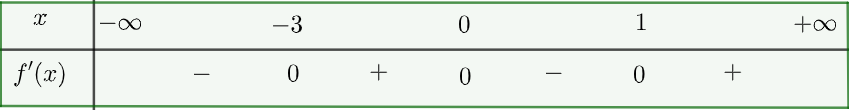 x −∞ −3 0 1 +∞
f′(x) − 0 + 0 − 0 +